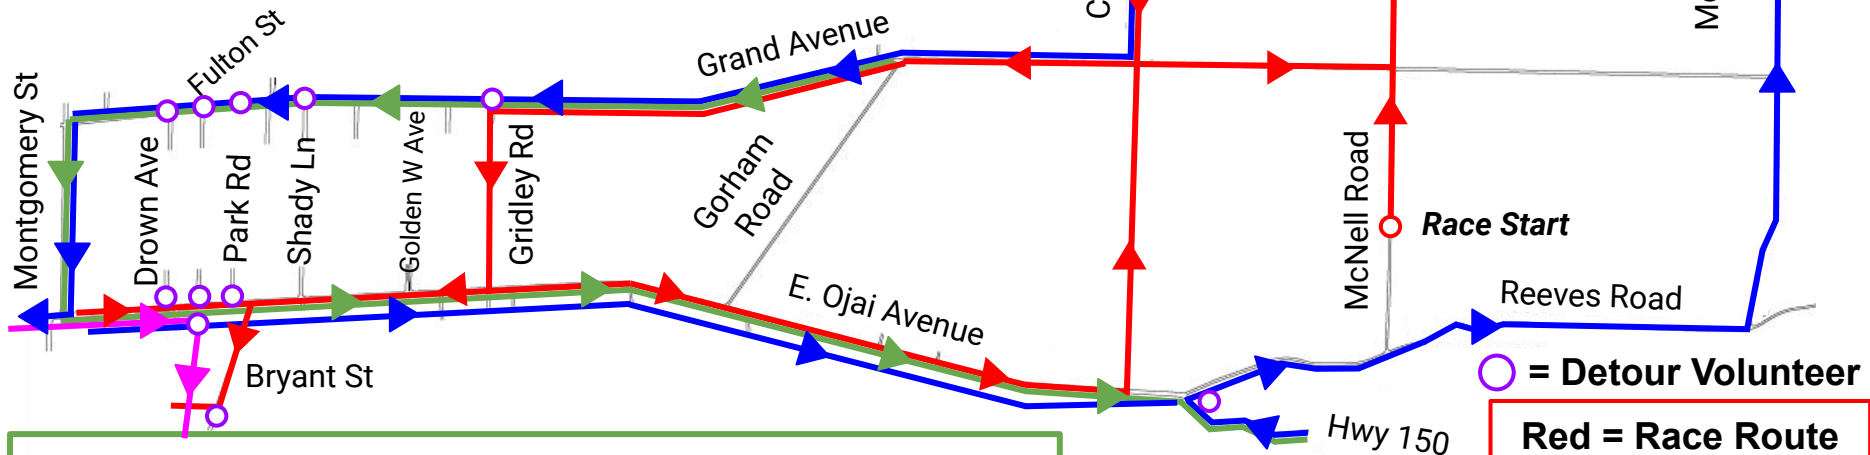 Fulton St
Grand Avenue
C
Mc
Montgomery St
Drown Ave
Park Rd
Shady Ln
Golden W Ave
Gridley Rd
Gorham
Road
McNell Road
Race Start
E. Ojai Avenue
Reeves Road
Bryant St
= Detour Volunteer
Hwy 150
Red = Race Route